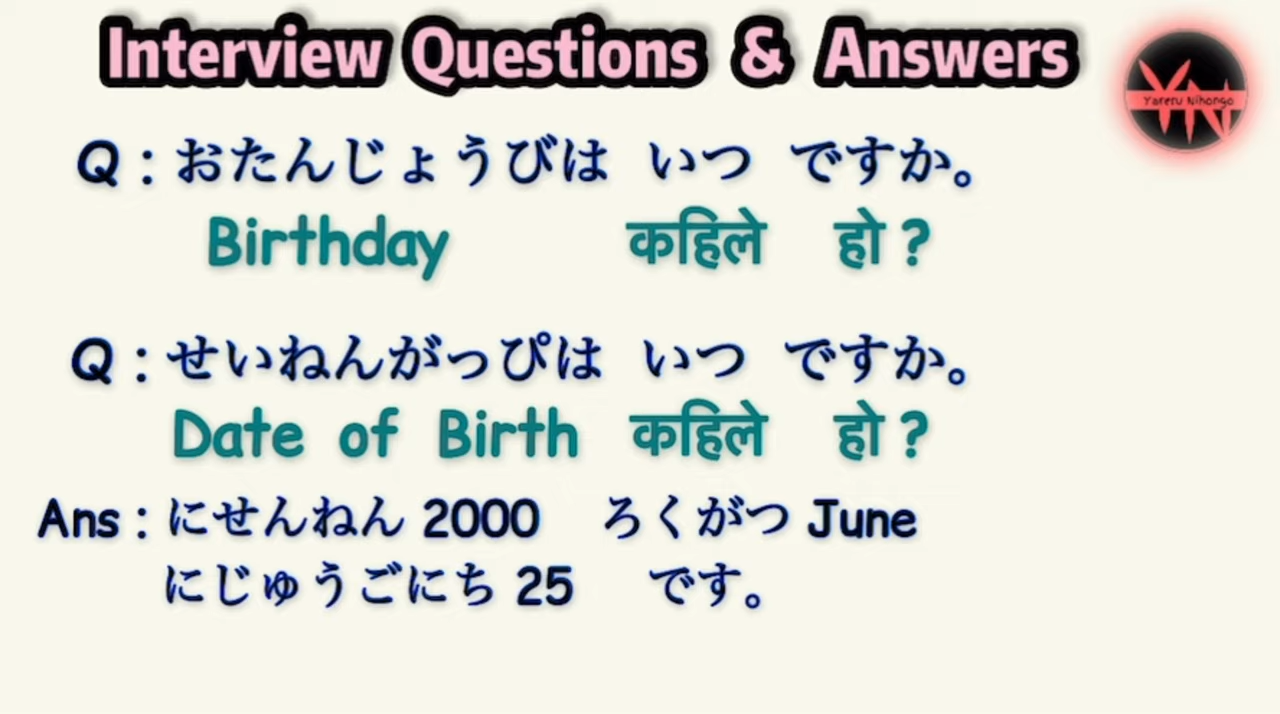 Interview Questions & Answers
Yareru Nihongo
Q : おたんじょうびは いつ ですか。
Birthday कहिले हो ?
Q : せいねんがっぴは いつ ですか。
Date of Birth कहिले हो ?
Ans : にせんねん 2000 ろくがつ June
にじゅうごにち 25 です。